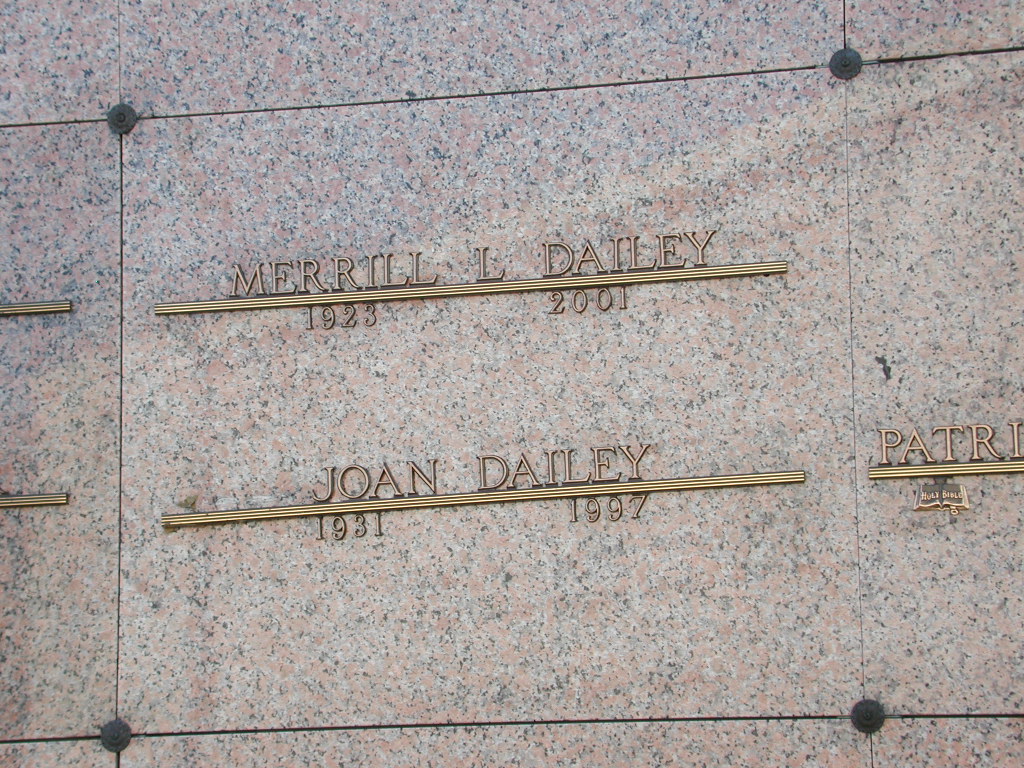 MERRILL L DAILEY
1923 2001
JOAN DAILEY
1931 1997
PATRI
HOLY BIBLE